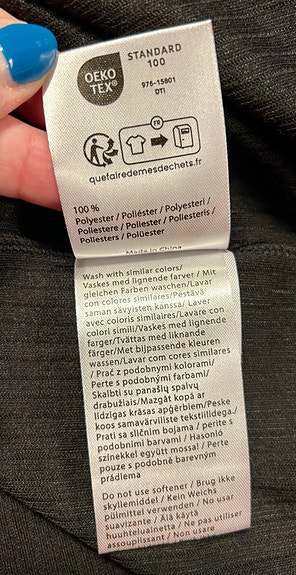 OEKO
TEX®
STANDARD
100
976-15801
DTI
FR
quefairedemesdechets.fr
100 %
Polyester / Poliéster / Polyesteri /
Poliestere / Poliester / Poliesteris /
Poliesters / Polüester
Made in China
Wash with similar colors/
Vaskes med lignende farver / Mit
gleichen Farben waschen/Lavar
con colores similares/Pestävä
saman sävyisten kanssa/ Laver
avec coloris similaires/Lavare con
colori simili/Vaskes med lignende
farger/Tvättas med liknande
färger/Met bijpassende kleuren
wassen/Lavar com cores similares
/ Prać z podobnymi kolorami/
Perte s podobnými farbami/
Skalbti su panašių spalvų
drabužiais/Mazgāt kopā ar
līdzīgas krāsas apģērbiem/Peske
koos samavärviliste tekstiilidega./
Prati sa sličnim bojama / perite s
podobnimi barvami / Hasonló
színekkel együtt mossa! / Perte
pouze s podobně barevným
prádlema
Do not use softener / Brug ikke
skyllemiddel / Kein Weichs
pülmittel verwenden / No usar
suavizante / Älä käytä
huuhteluainetta / Ne pas utiliser
assouplissant / Non usare